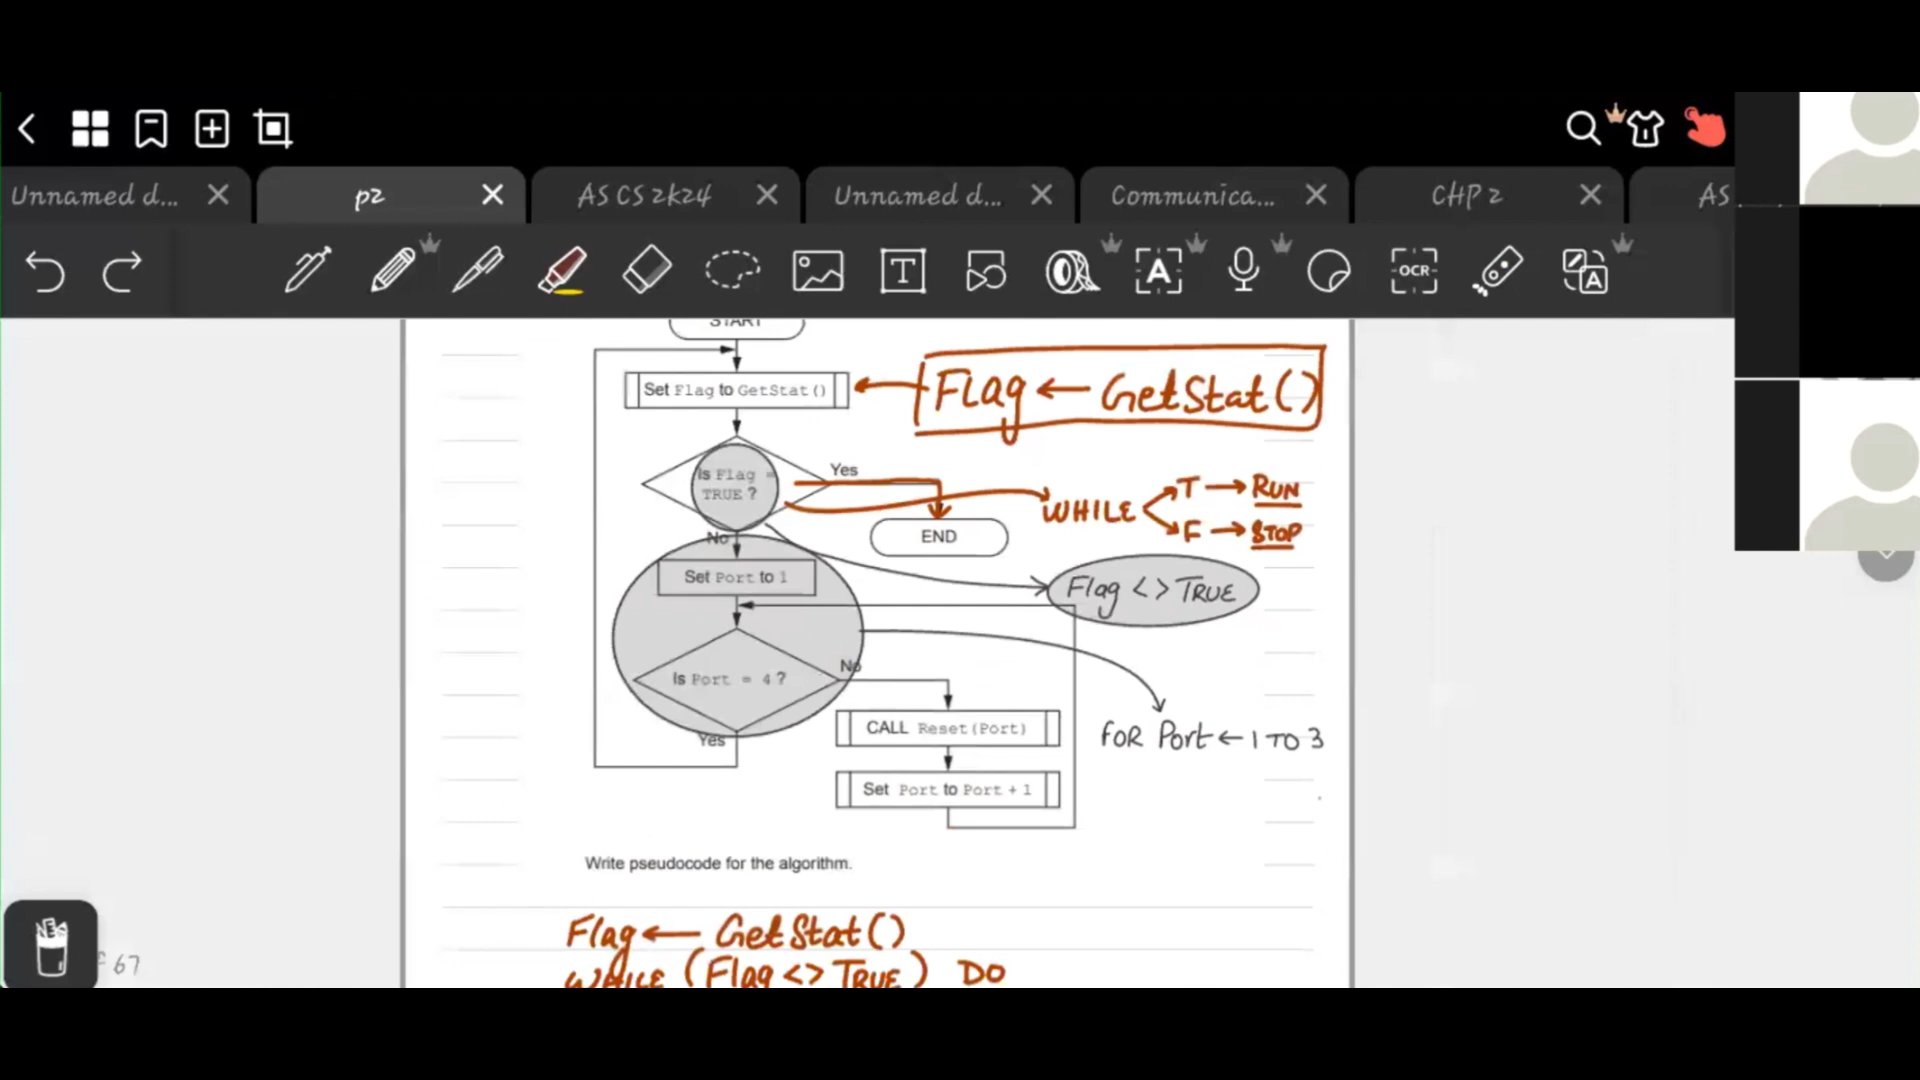 Unnamed d...
p2
AS CS 2k24
Unnamed d...
Communica...
CHP 2
AS
T
A
OCR
A
START
Set Flag to GetStat()
Flag ← GetStat()
Is Flag =
TRUE ?
Yes
WHILE
T → RUN
F → STOP
END
No
Set Port to 1
Flag <> TRUE
Is Port = 4 ?
No
CALL Reset(Port)
FOR Port ← 1 TO 3
Yes
Set Port to Port + 1
Write pseudocode for the algorithm.
Flag ← GetStat()
WHILE (Flag <> TRUE) DO
67